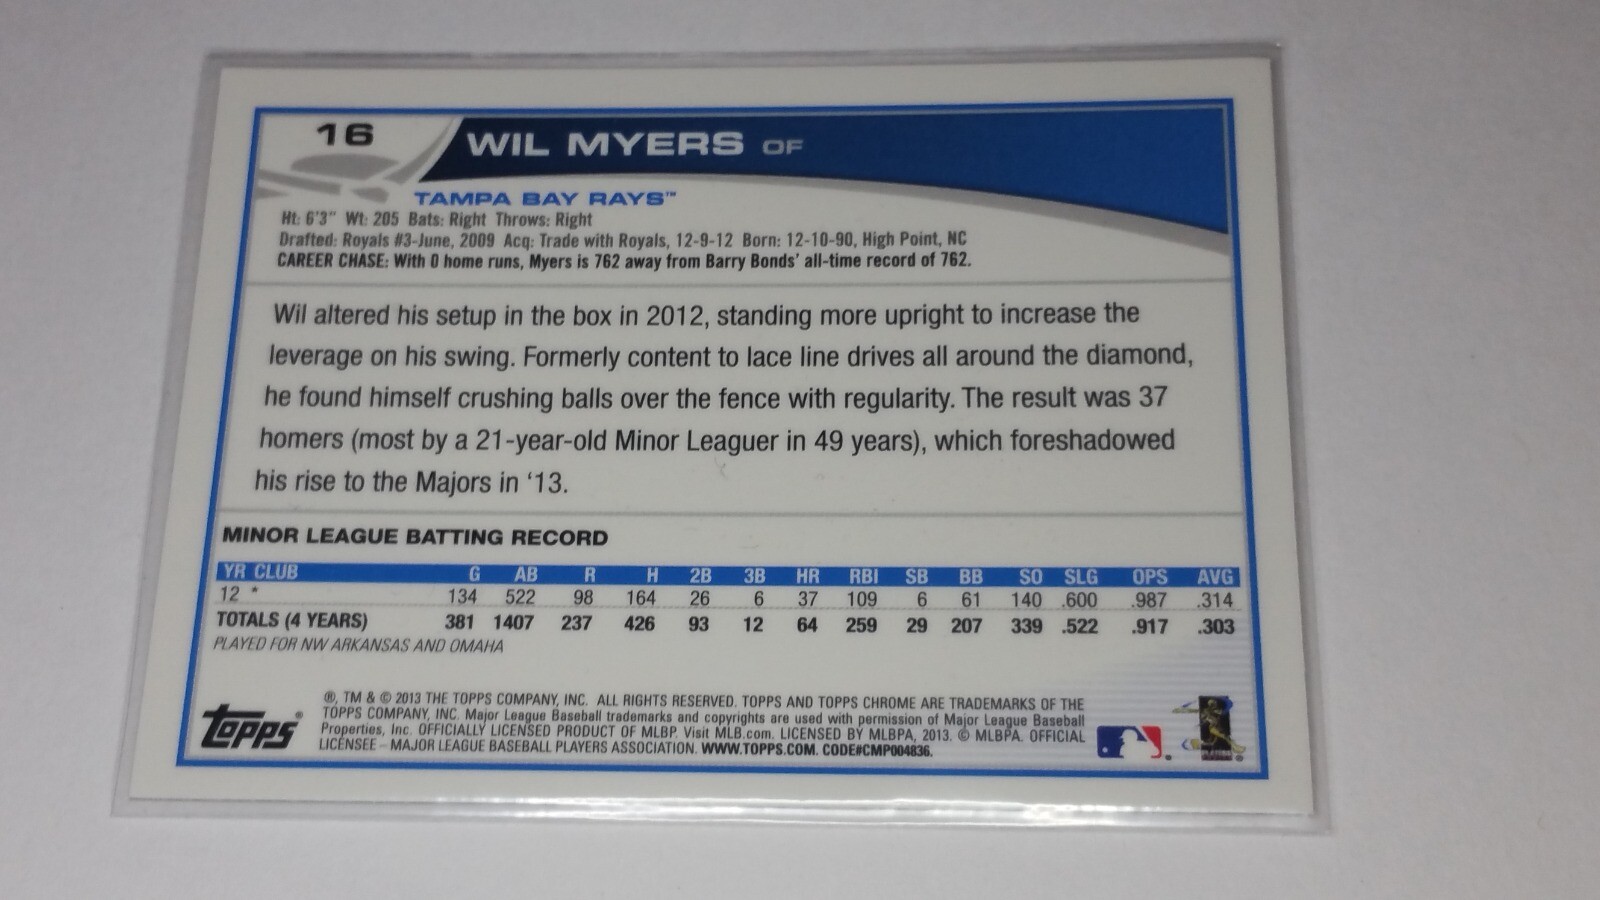 16
WIL MYERS OF
TAMPA BAY RAYS™
Ht: 6'3" Wt: 205 Bats: Right Throws: Right
Drafted: Royals #3-June, 2009 Acq: Trade with Royals, 12-9-12 Born: 12-10-90, High Point, NC
CAREER CHASE: With 0 home runs, Myers is 762 away from Barry Bonds' all-time record of 762.
Wil altered his setup in the box in 2012, standing more upright to increase the
leverage on his swing. Formerly content to lace line drives all around the diamond,
he found himself crushing balls over the fence with regularity. The result was 37
homers (most by a 21-year-old Minor Leaguer in 49 years), which foreshadowed
his rise to the Majors in '13.
MINOR LEAGUE BATTING RECORD
YR CLUB G AB R H 2B 3B HR RBI SB BB SO SLG OPS AVG
12 * 134 522 98 164 26 6 37 109 6 61 140 .600 .987 .314
TOTALS (4 YEARS) 381 1407 237 426 93 12 64 259 29 207 339 .522 .917 .303
PLAYED FOR NW ARKANSAS AND OMAHA
®, TM & © 2013 THE TOPPS COMPANY, INC. ALL RIGHTS RESERVED. TOPPS AND TOPPS CHROME ARE TRADEMARKS OF THE
TOPPS COMPANY, INC. Major League Baseball trademarks and copyrights are used with permission of Major League Baseball
Properties, Inc. OFFICIALLY LICENSED PRODUCT OF MLBP. Visit MLB.com. LICENSED BY MLBPA, 2013. © MLBPA. OFFICIAL
LICENSEE – MAJOR LEAGUE BASEBALL PLAYERS ASSOCIATION. WWW.TOPPS.COM. CODE#CMP004836.
TOPPS®